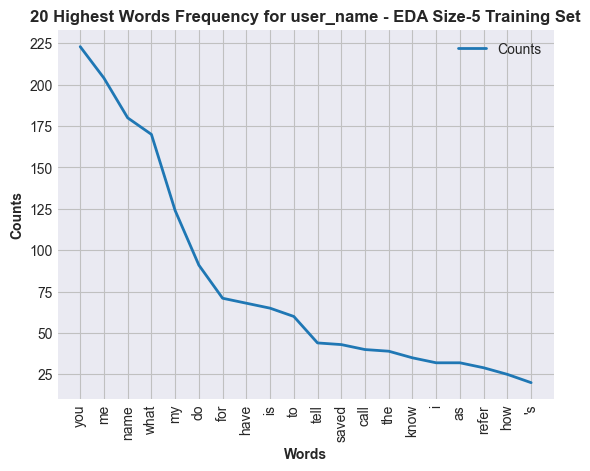 20 Highest Words Frequency for user_name - EDA Size-5 Training Set
Counts
225
200
175
150
125
100
75
50
25
Counts
you
me
name
what
my
do
for
have
is
to
tell
saved
call
the
know
i
as
refer
how
's
Words